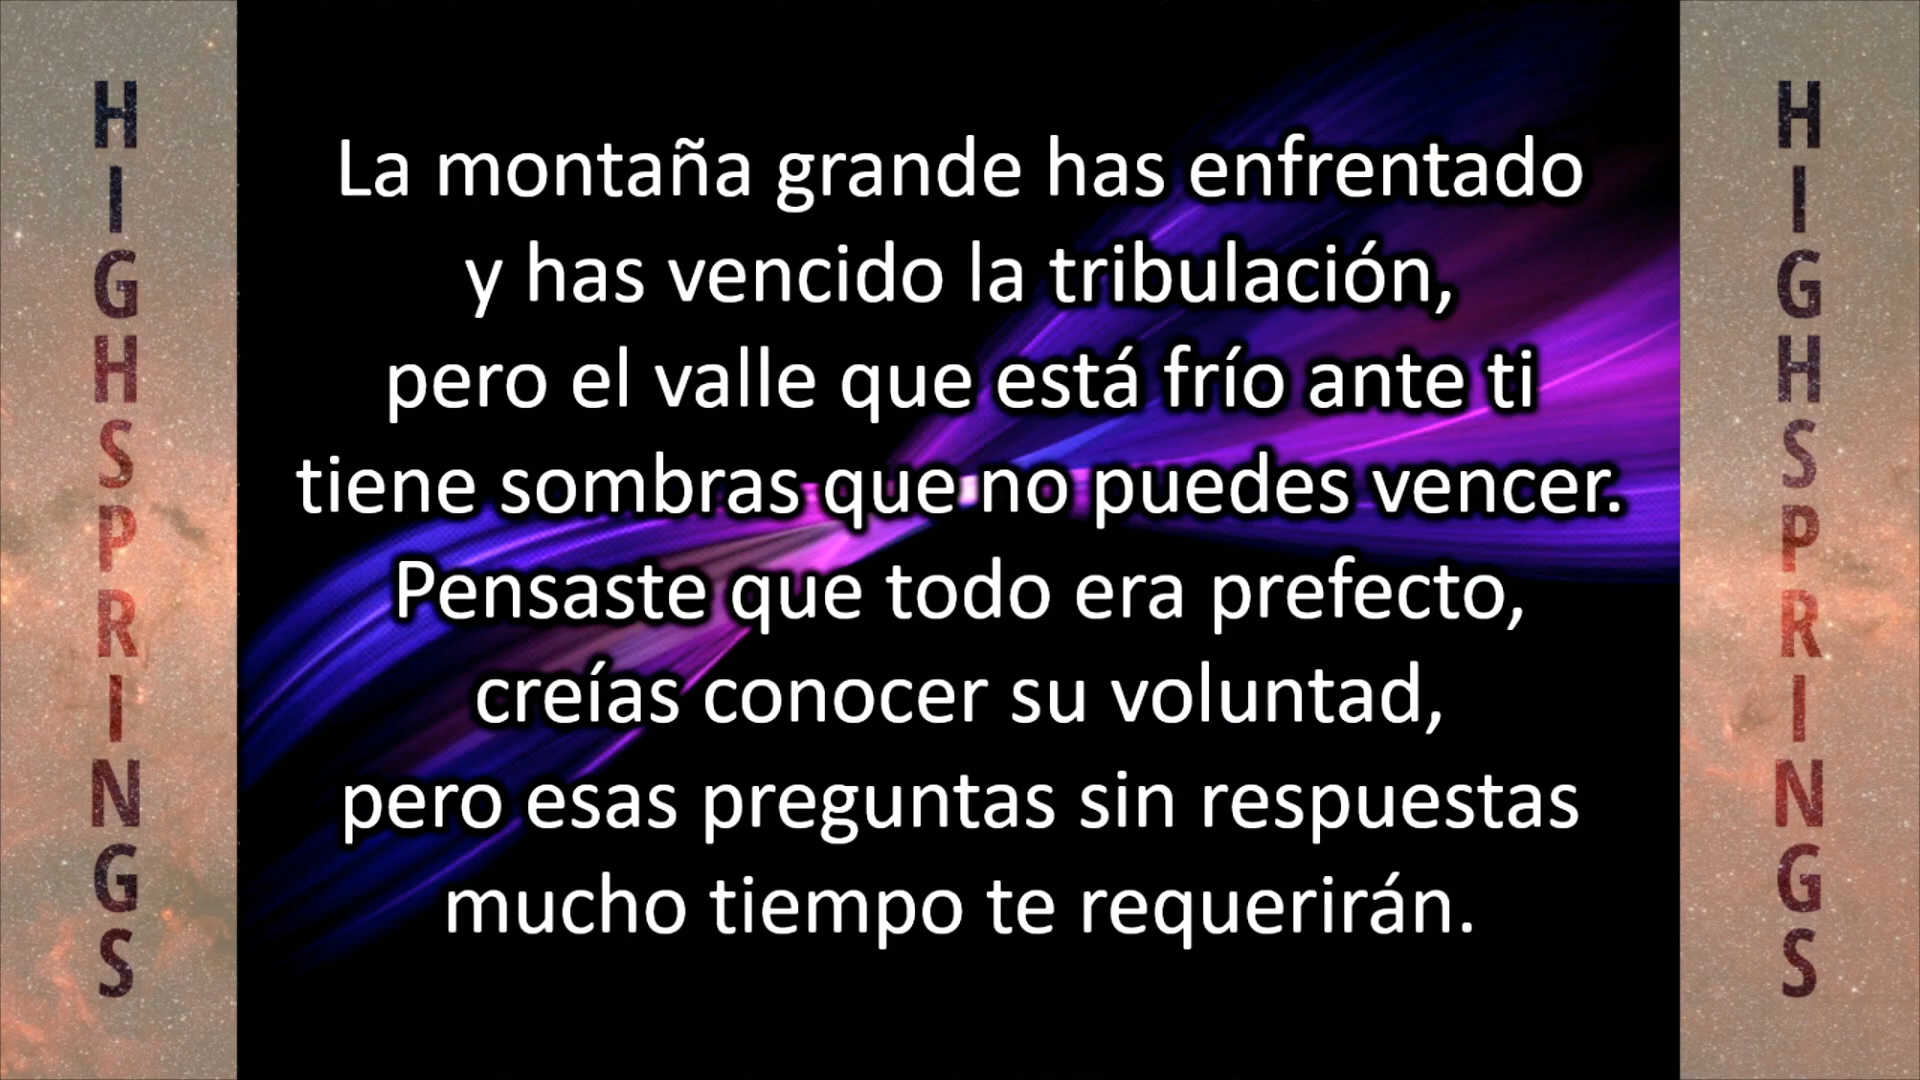 HIGHSPRINGS
La montaña grande has enfrentado
y has vencido la tribulación,
pero el valle que está frío ante ti
tiene sombras que no puedes vencer.
Pensaste que todo era prefecto,
creías conocer su voluntad,
pero esas preguntas sin respuestas
mucho tiempo te requerirán.
HIGHSPRINGS